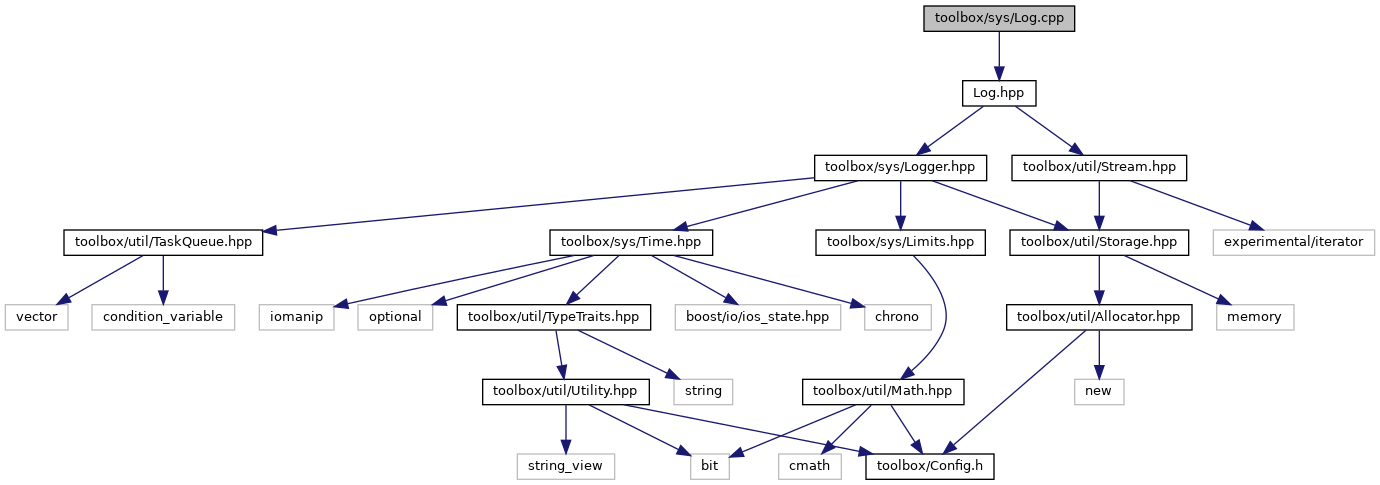 toolbox/sys/Log.cpp
Log.hpp
toolbox/sys/Logger.hpp
toolbox/util/Stream.hpp
toolbox/util/TaskQueue.hpp
toolbox/sys/Time.hpp
toolbox/sys/Limits.hpp
toolbox/util/Storage.hpp
experimental/iterator
vector
condition_variable
iomanip
optional
toolbox/util/TypeTraits.hpp
boost/io/ios_state.hpp
chrono
toolbox/util/Allocator.hpp
memory
toolbox/util/Utility.hpp
string
toolbox/util/Math.hpp
new
string_view
bit
cmath
toolbox/Config.h